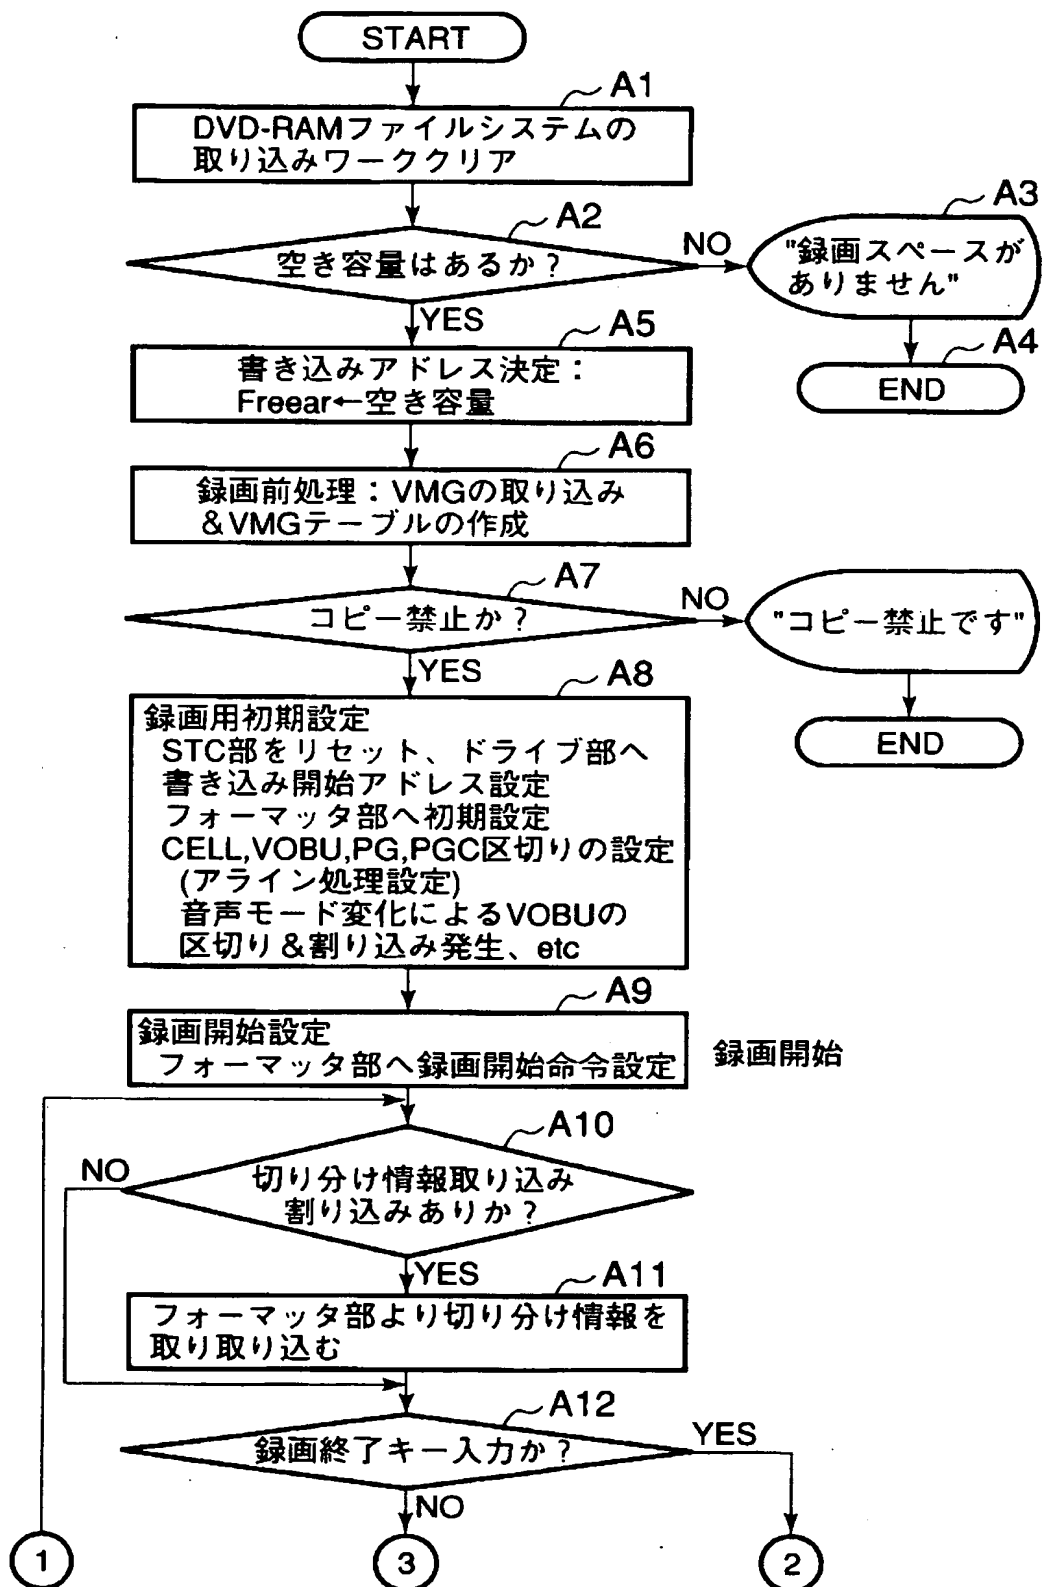 START
A1
DVD-RAMファイルシステムの
取り込みワーククリア
A2
空き容量はあるか？
NO
YES
A3
"録画スペースが
ありません"
A4
END
A5
書き込みアドレス決定：
Freear←空き容量
A6
録画前処理：VMGの取り込み
＆VMGテーブルの作成
A7
コピー禁止か？
NO
YES
"コピー禁止です"
END
A8
録画用初期設定
STC部をリセット、ドライブ部へ
書き込み開始アドレス設定
フォーマッタ部へ初期設定
CELL,VOBU,PG,PGC区切りの設定
(アライン処理設定)
音声モード変化によるVOBUの
区切り＆割り込み発生、etc
A9
録画開始設定
フォーマッタ部へ録画開始命令設定
録画開始
A10
切り分け情報取り込み
割り込みありか？
NO
YES
A11
フォーマッタ部より切り分け情報を
取り取り込む
A12
録画終了キー入力か？
YES
NO
1
3
2